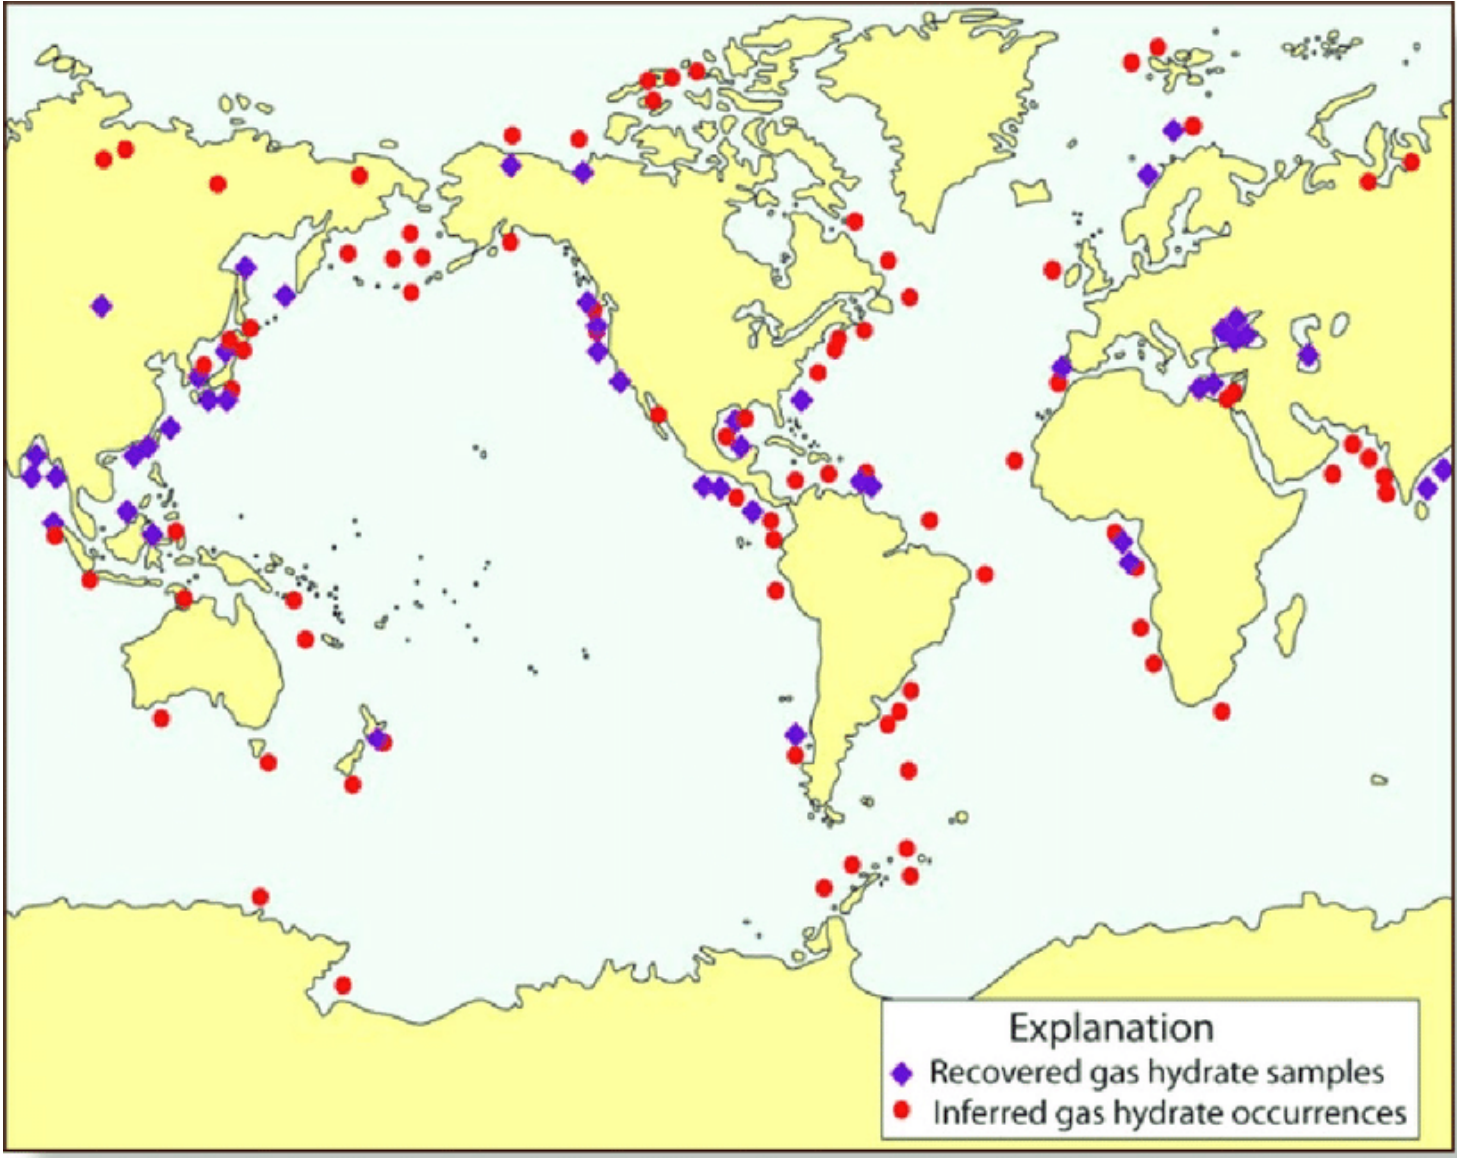 Explanation
Recovered gas hydrate samples
Inferred gas hydrate occurrences